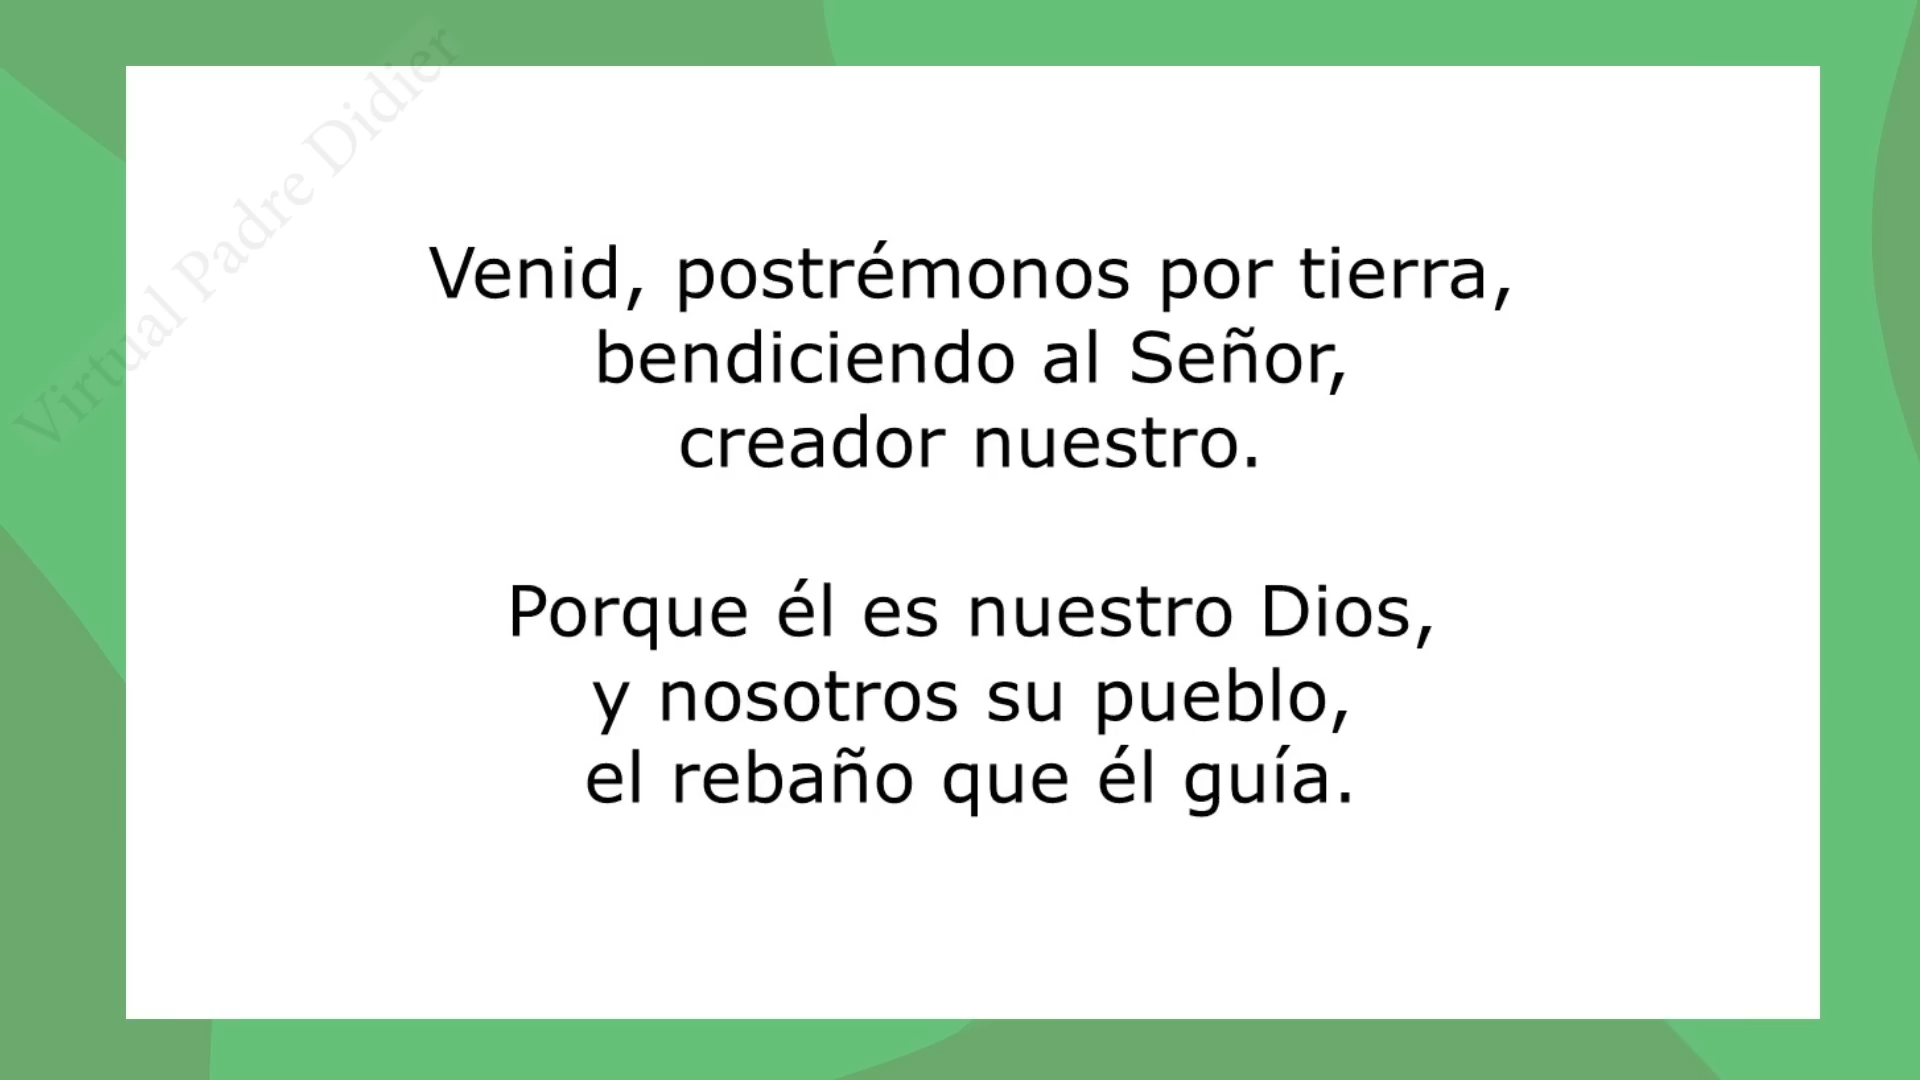 Virtual Padre Didier
Venid, postrémonos por tierra,
bendiciendo al Señor,
creador nuestro.
Porque él es nuestro Dios,
y nosotros su pueblo,
el rebaño que él guía.